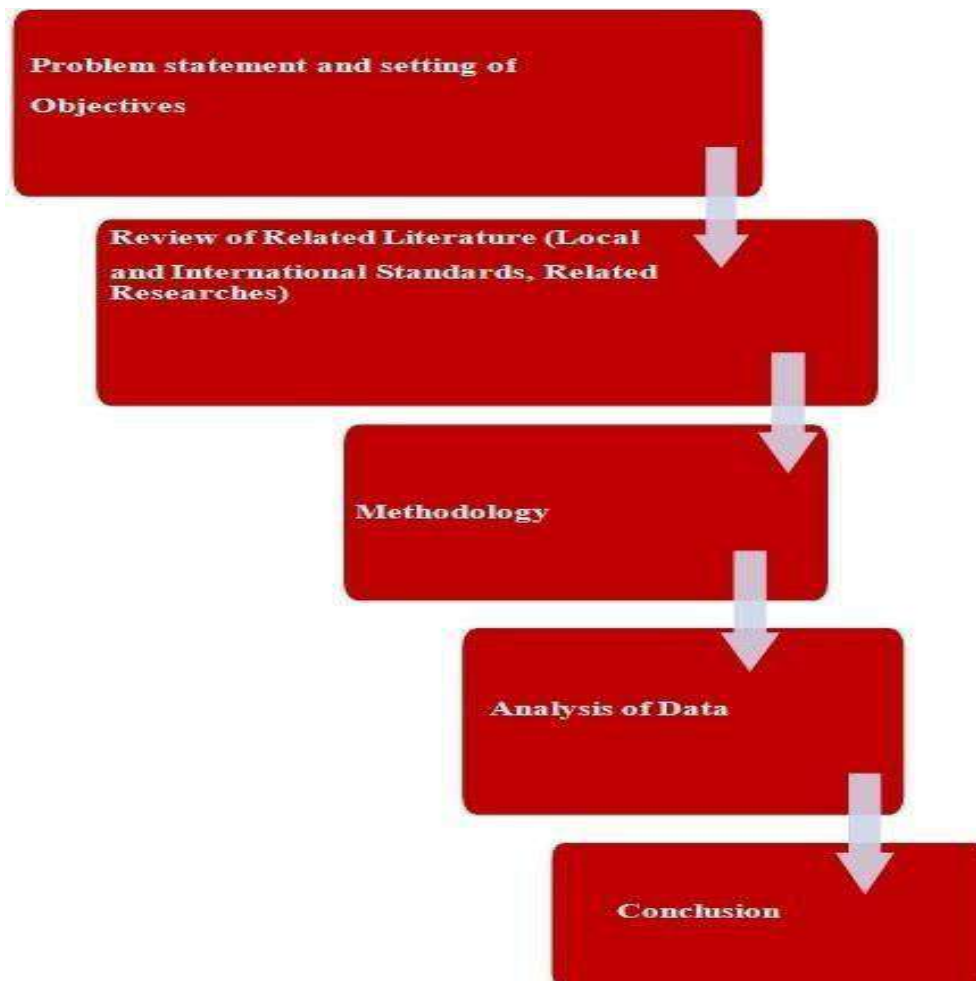 Problem statement and setting of
Objectives
Review of Related Literature (Local
and International Standards, Related
Researches)
Methodology
Analysis of Data
Conclusion